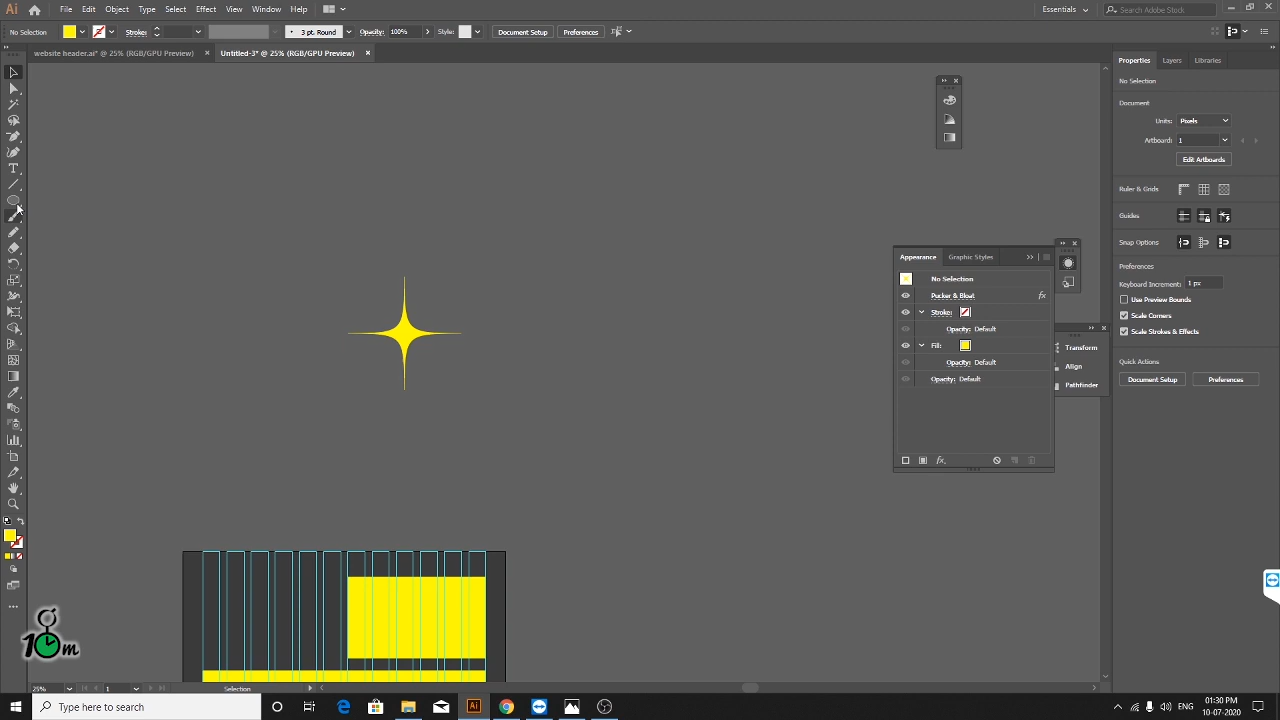 Ai File Edit Object Type Select Effect View Window Help Essentials Search Adobe Stock
No Selection Stroke: 3 pt. Round Opacity: 100% Style: Document Setup Preferences
website header.ai* @ 25% (RGB/GPU Preview) × Untitled-3* @ 25% (RGB/GPU Preview) ×
Properties Layers Libraries
No Selection
Document
Units: Pixels
Artboard: 1
Edit Artboards
Ruler & Grids
Guides
Snap Options
Preferences
Keyboard Increment: 1 px
Use Preview Bounds
Scale Corners
Scale Strokes & Effects
Quick Actions
Document Setup Preferences
Appearance Graphic Styles
No Selection
Pucker & Bloat fx
Stroke:
Opacity: Default
Fill:
Opacity: Default
Opacity: Default
fx.
Transform
Align
Pathfinder
10m
25% 1 Selection
Type here to search
Ai
ENG
01:30 PM
10-07-2020